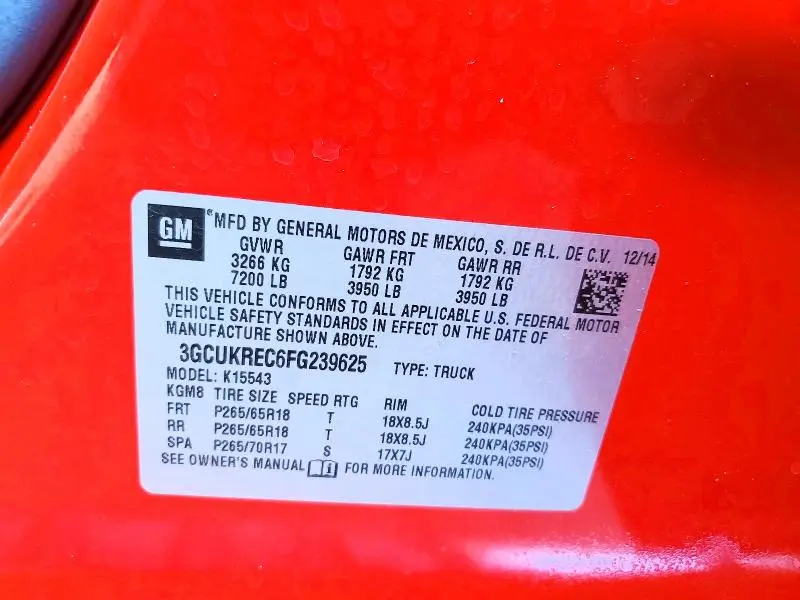 GM ® MFD BY GENERAL MOTORS DE MEXICO, S. DE R.L. DE C.V. 12/14
GVWR GAWR FRT GAWR RR
3266 KG 1792 KG 1792 KG
7200 LB 3950 LB 3950 LB
THIS VEHICLE CONFORMS TO ALL APPLICABLE U.S. FEDERAL MOTOR
VEHICLE SAFETY STANDARDS IN EFFECT ON THE DATE OF
MANUFACTURE SHOWN ABOVE.
3GCUKREC6FG239625 TYPE: TRUCK
MODEL: K15543
KGM8 TIRE SIZE SPEED RTG RIM COLD TIRE PRESSURE
FRT P265/65R18 T 18X8.5J 240KPA(35PSI)
RR P265/65R18 T 18X8.5J 240KPA(35PSI)
SPA P265/70R17 S 17X7J 240KPA(35PSI)
SEE OWNER'S MANUAL FOR MORE INFORMATION.